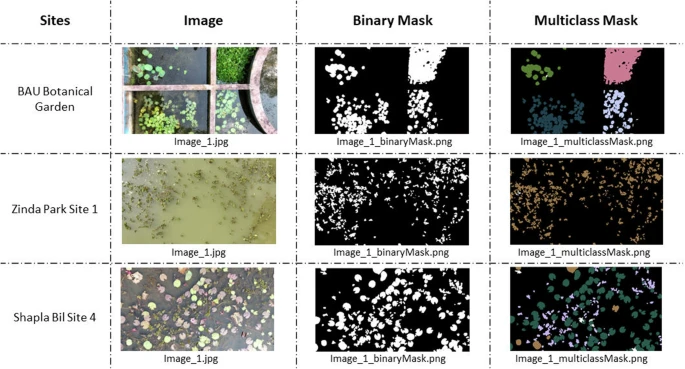 Sites Image Binary Mask Multiclass Mask
BAU Botanical
Garden
Image_1.jpg Image_1_binaryMask.png Image_1_multiclassMask.png
Zinda Park Site 1
Image_1.jpg Image_1_binaryMask.png Image_1_multiclassMask.png
Shapla Bil Site 4
Image_1.jpg Image_1_binaryMask.png Image_1_multiclassMask.png